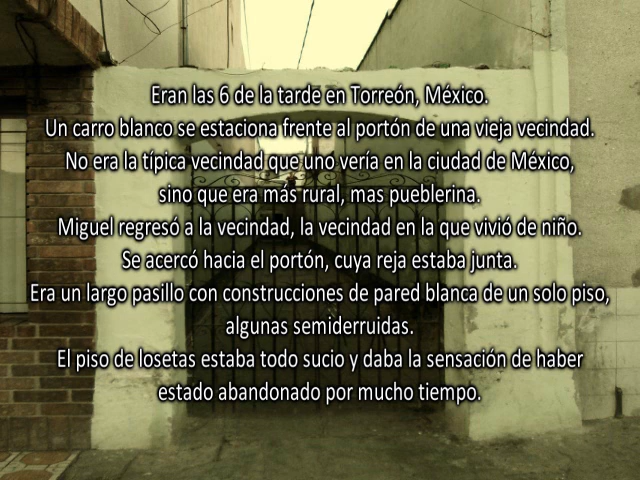 Eran las 6 de la tarde en Torreón, México.
Un carro blanco se estaciona frente al portón de una vieja vecindad.
No era la típica vecindad que uno vería en la ciudad de México,
sino que era más rural, mas pueblerina.
Miguel regresó a la vecindad, la vecindad en la que vivió de niño.
Se acercó hacia el portón, cuya reja estaba junta.
Era un largo pasillo con construcciones de pared blanca de un solo piso,
algunas semiderruidas.
El piso de losetas estaba todo sucio y daba la sensación de haber
estado abandonado por mucho tiempo.